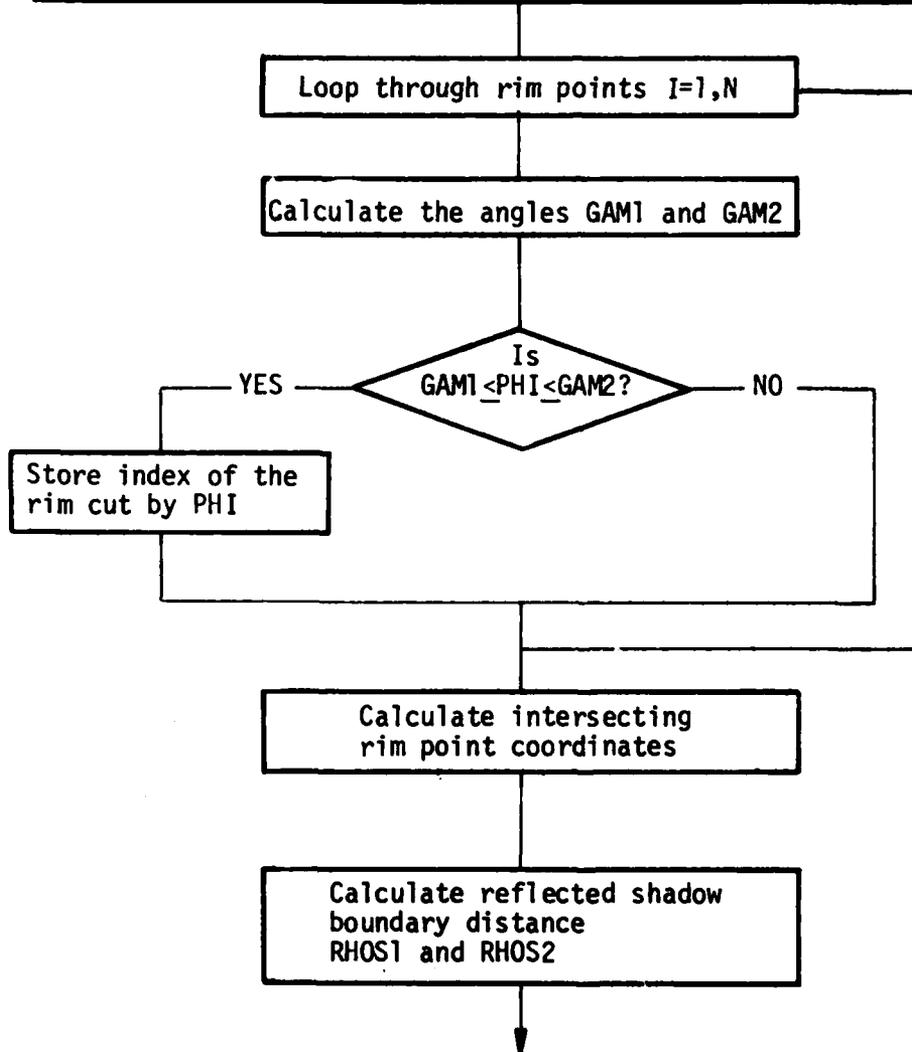 Loop through rim points I=1,N
Calculate the angles GAM1 and GAM2
Is
GAM1≤PHI≤GAM2?
YES
NO
Store index of the
rim cut by PHI
Calculate intersecting
rim point coordinates
Calculate reflected shadow
boundary distance
RHOS1 and RHOS2